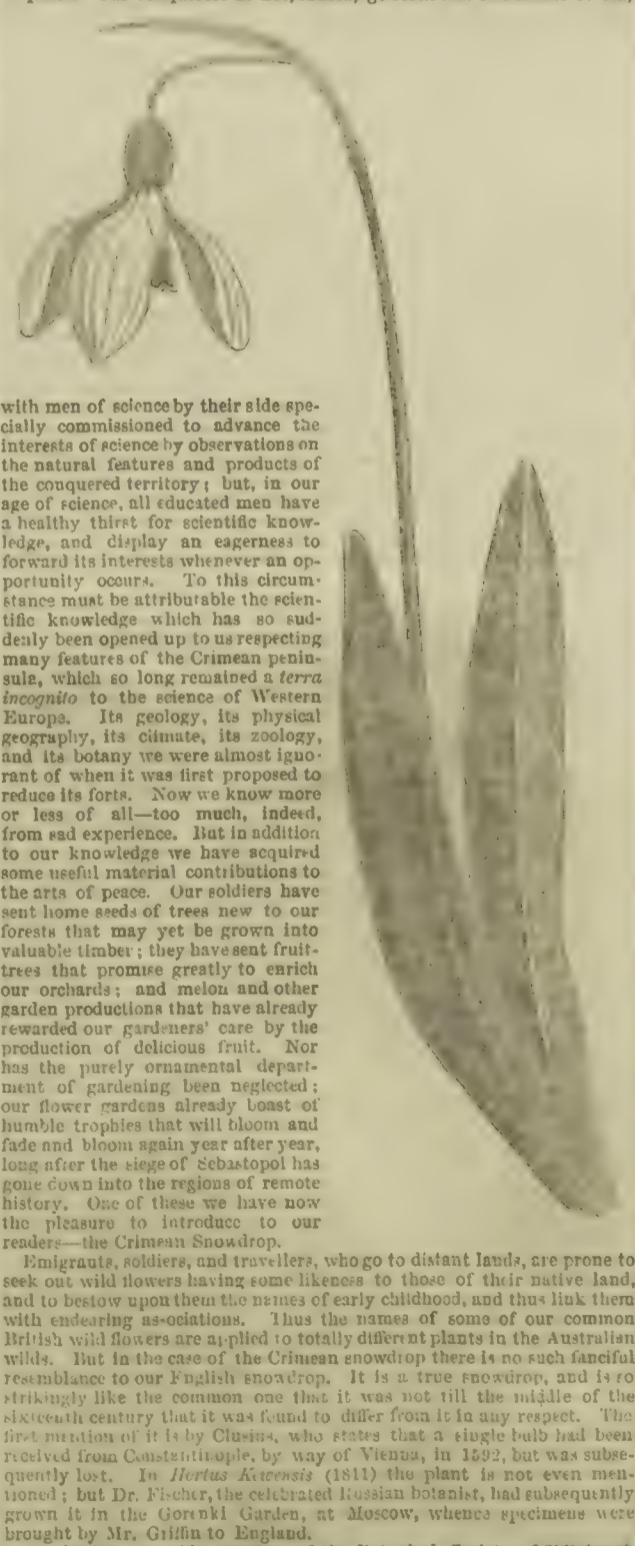 with men of science by their side spe-
cially commissioned to advance the
interests of science by observations on
the natural features and products of
the conquered territory; but, in our
age of science, all educated men have
a healthy thirst for scientific know-
ledge, and display an eagerness to
forward its interests whenever an op-
portunity occurs. To this circum-
stance must be attributable the scien-
tific knowledge which has so sud-
denly been opened up to us respecting
many features of the Crimean penin-
sula, which so long remained a terra
incognito to the science of Western
Europe. Its geology, its physical
geography, its climate, its zoology,
and its botany we were almost igno-
rant of when it was first proposed to
reduce its forts. Now we know more
or less of all—too much, indeed,
from sad experience. But in addition
to our knowledge we have acquired
some useful material contributions to
the arts of peace. Our soldiers have
sent home seeds of trees new to our
forests that may yet be grown into
valuable timber; they have sent fruit-
trees that promise greatly to enrich
our orchards; and melon and other
garden productions that have already
rewarded our gardeners' care by the
production of delicious fruit. Nor
has the purely ornamental depart-
ment of gardening been neglected;
our flower gardens already boast of
humble trophies that will bloom and
fade and bloom again year after year,
long after the siege of Sebastopol has
gone down into the regions of remote
history. One of these we have now
the pleasure to introduce to our
readers—the Crimean Snowdrop.
Emigrants, soldiers, and travellers, who go to distant lands, are prone to
seek out wild flowers having some likeness to those of their native land,
and to bestow upon them the names of early childhood, and thus link them
with endearing associations. Thus the names of some of our common
British wild flowers are applied to totally different plants in the Australian
wilds. But in the case of the Crimean snowdrop there is no such fanciful
resemblance to our English snowdrop. It is a true snowdrop, and is so
strikingly like the common one that it was not till the middle of the
sixteenth century that it was found to differ from it in any respect. The
first mention of it is by Clusius, who states that a single bulb had been
received from Constantinople, by way of Vienna, in 1592, but was subse-
quently lost. In Hortus Kewensis (1811) the plant is not even men-
tioned; but Dr. Fischer, the celebrated Russian botanist, had subsequently
grown it in the Gorenki Garden, at Moscow, whence specimens were
brought by Mr. Griffin to England.